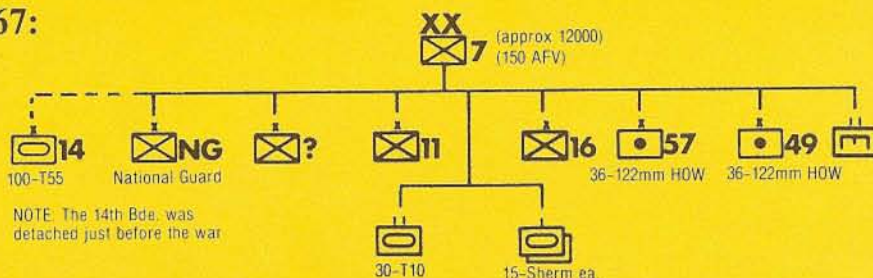 67:
XX
7 (approx 12000)
(150 AFV)
x x x x x x x II
14 NG ? 11 16 57 49 E
100-T55 National Guard 36-122mm HOW 36-122mm HOW
NOTE: The 14th Bde. was
detached just before the war
II I
30-T10 15-Sherm ea.